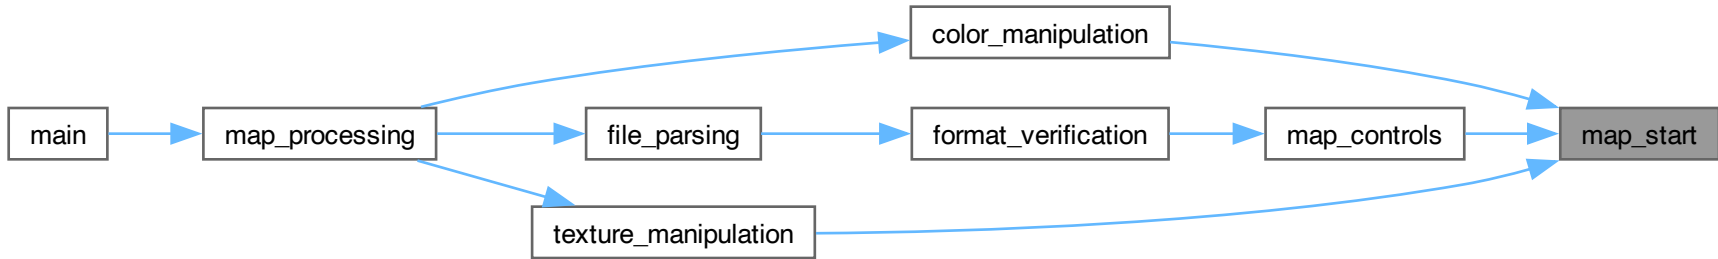 color_manipulation
main
map_processing
file_parsing
format_verification
map_controls
map_start
texture_manipulation